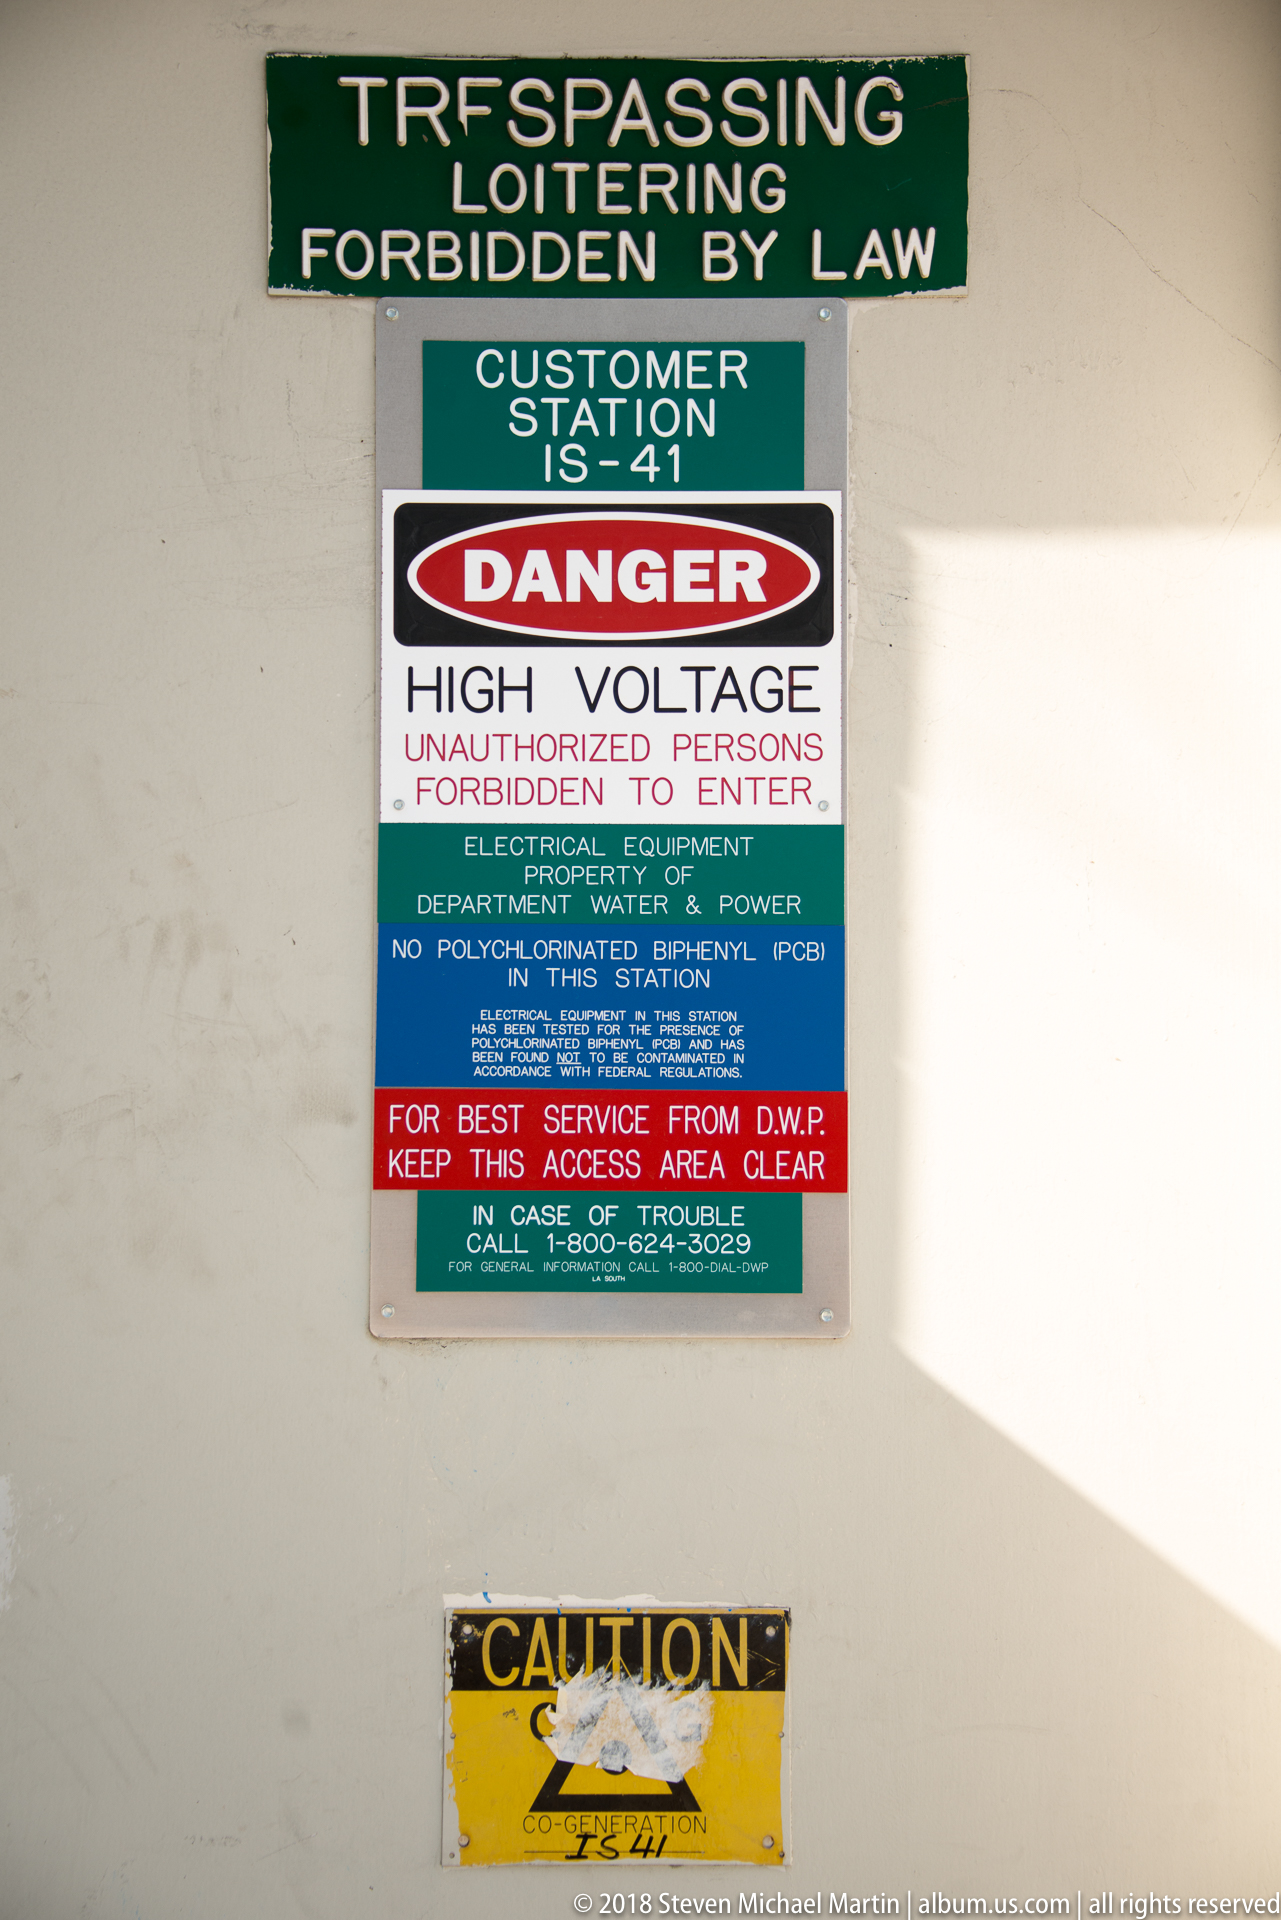 TRESPASSING
LOITERING
FORBIDDEN BY LAW
CUSTOMER
STATION
IS-41
DANGER
HIGH VOLTAGE
UNAUTHORIZED PERSONS
FORBIDDEN TO ENTER
ELECTRICAL EQUIPMENT
PROPERTY OF
DEPARTMENT WATER & POWER
NO POLYCHLORINATED BIPHENYL (PCB)
IN THIS STATION
ELECTRICAL EQUIPMENT IN THIS STATION
HAS BEEN TESTED FOR THE PRESENCE OF
POLYCHLORINATED BIPHENYL (PCB) AND HAS
BEEN FOUND NOT TO BE CONTAMINATED IN
ACCORDANCE WITH FEDERAL REGULATIONS.
FOR BEST SERVICE FROM D.W.P.
KEEP THIS ACCESS AREA CLEAR
IN CASE OF TROUBLE
CALL 1-800-624-3029
FOR GENERAL INFORMATION CALL 1-800-DIAL-DWP
LA SOUTH
CAUTION
CO-GENERATION
IS 41
© 2018 Steven Michael Martin | album.us.com | all rights reserved